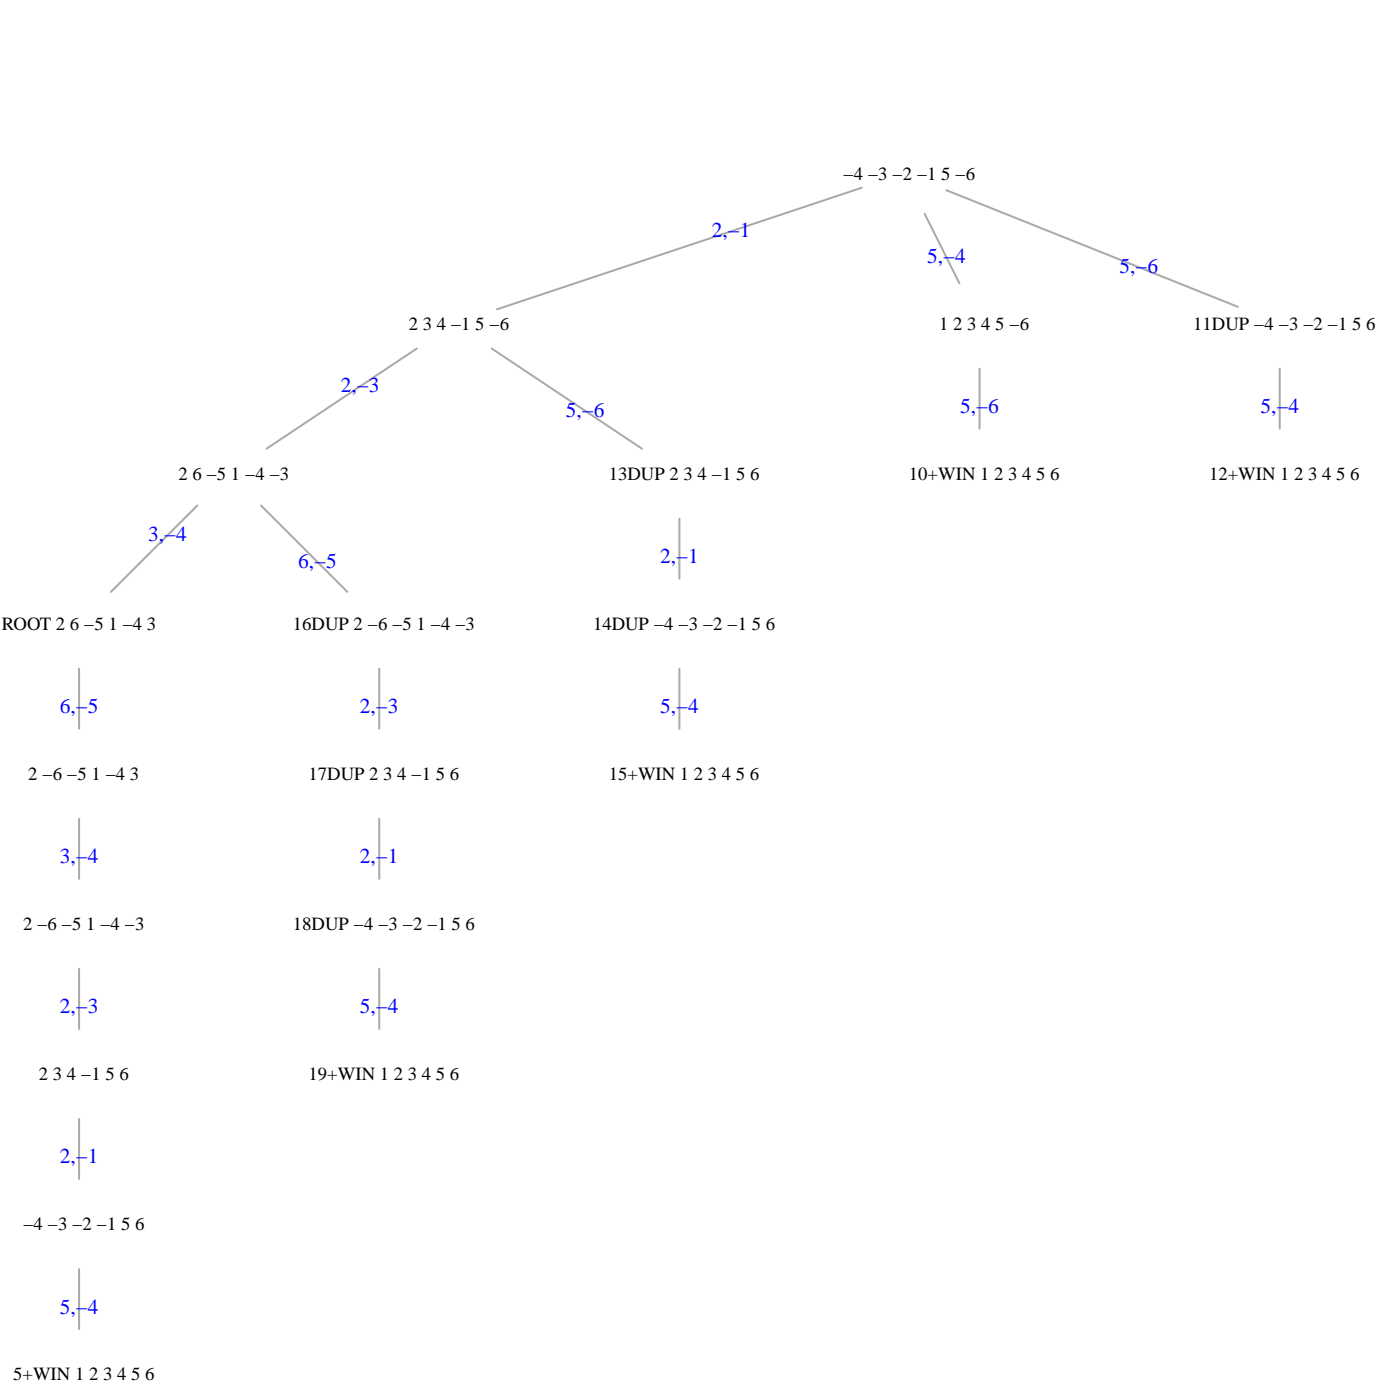 –4 –3 –2 –1 5 –6
2,–1
5,–4
5,–6
2 3 4 –1 5 –6
1 2 3 4 5 –6
11DUP –4 –3 –2 –1 5 6
2,–3
5,–6
5,–6
5,–4
2 6 –5 1 –4 –3
13DUP 2 3 4 –1 5 6
10+WIN 1 2 3 4 5 6
12+WIN 1 2 3 4 5 6
3,–4
6,–5
2,–1
ROOT 2 6 –5 1 –4 3
16DUP 2 –6 –5 1 –4 –3
14DUP –4 –3 –2 –1 5 6
6,–5
2,–3
5,–4
2 –6 –5 1 –4 3
17DUP 2 3 4 –1 5 6
15+WIN 1 2 3 4 5 6
3,–4
2,–1
2 –6 –5 1 –4 –3
18DUP –4 –3 –2 –1 5 6
2,–3
5,–4
2 3 4 –1 5 6
19+WIN 1 2 3 4 5 6
2,–1
–4 –3 –2 –1 5 6
5,–4
5+WIN 1 2 3 4 5 6